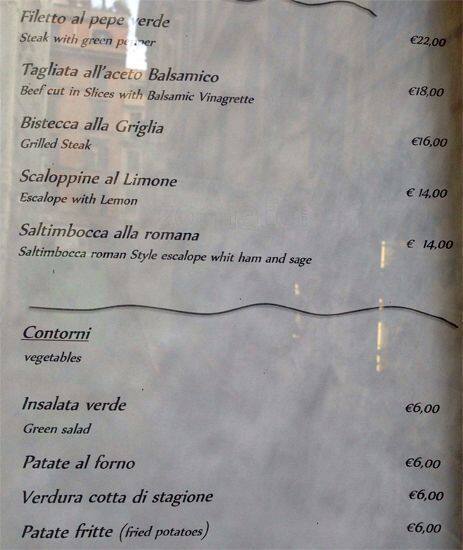 Filetto al pepe verde €22,00
Steak with green pepper
Tagliata all'aceto Balsamico €18,00
Beef cut in Slices with Balsamic Vinagrette
Bistecca alla Griglia €16,00
Grilled Steak
Scaloppine al Limone € 14,00
Escalope with Lemon
Saltimbocca alla romana € 14,00
Saltimbocca roman Style escalope whit ham and sage
Contorni
vegetables
Insalata verde €6,00
Green salad
Patate al forno €6,00
Verdura cotta di stagione €6,00
Patate fritte (fried potatoes) €6,00